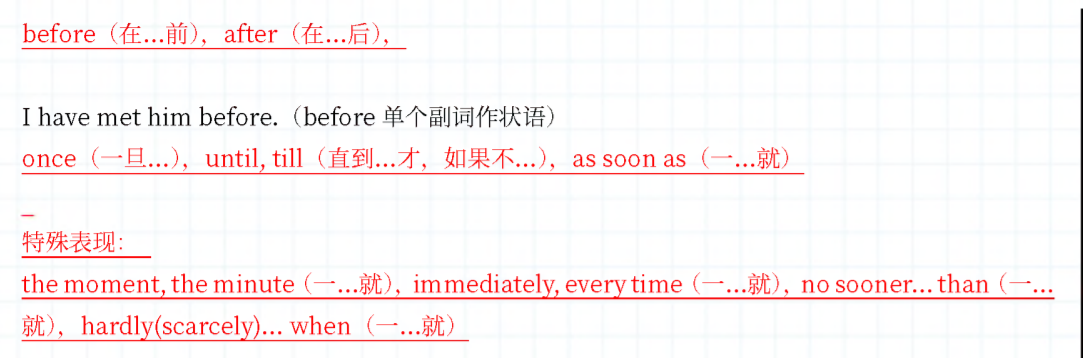 before（在...前），after（在...后），
I have met him before.（before 单个副词作状语）
once（一旦...），until, till（直到...才，如果不...），as soon as（一...就）
特殊表现：
the moment, the minute（一...就），immediately, every time（一...就），no sooner... than（一...
就），hardly(scarcely)... when（一...就）